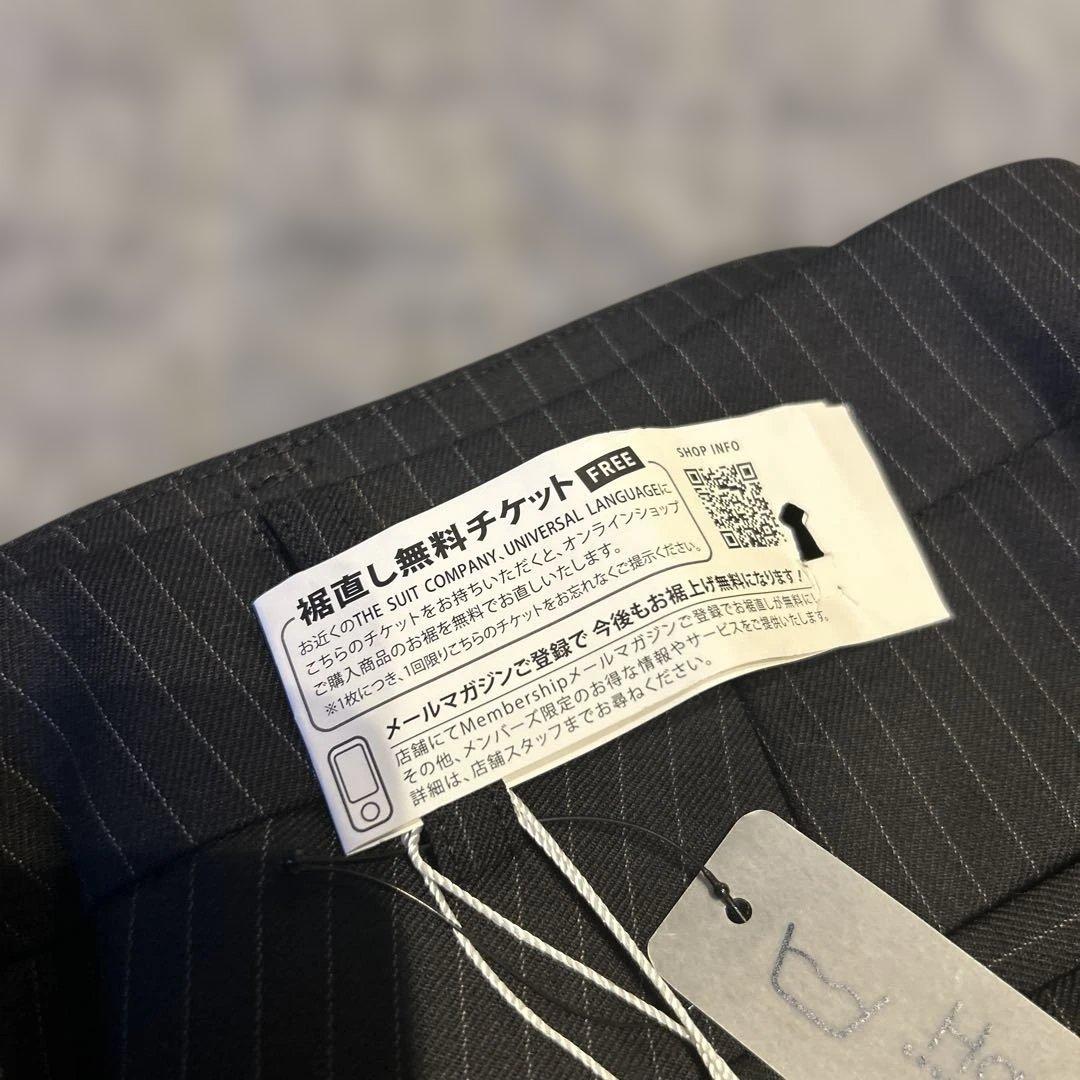 裾直し無料チケット FREE
お近くのTHE SUIT COMPANY、UNIVERSAL LANGUAGEに
こちらのチケットをお持ちいただくと、オンラインショップ
ご購入商品のお裾を無料でお直しいたします。
※1枚につき、1回限りこちらのチケットをお忘れなくご提示ください。
SHOP INFO
メールマガジンご登録で 今後もお裾上げ無料になります!
店舗にてMembershipメールマガジンご登録でお裾直しが無料に
その他、メンバーズ限定のお得な情報やサービスをご提供いたします。
詳細は、店舗スタッフまでお尋ねください。